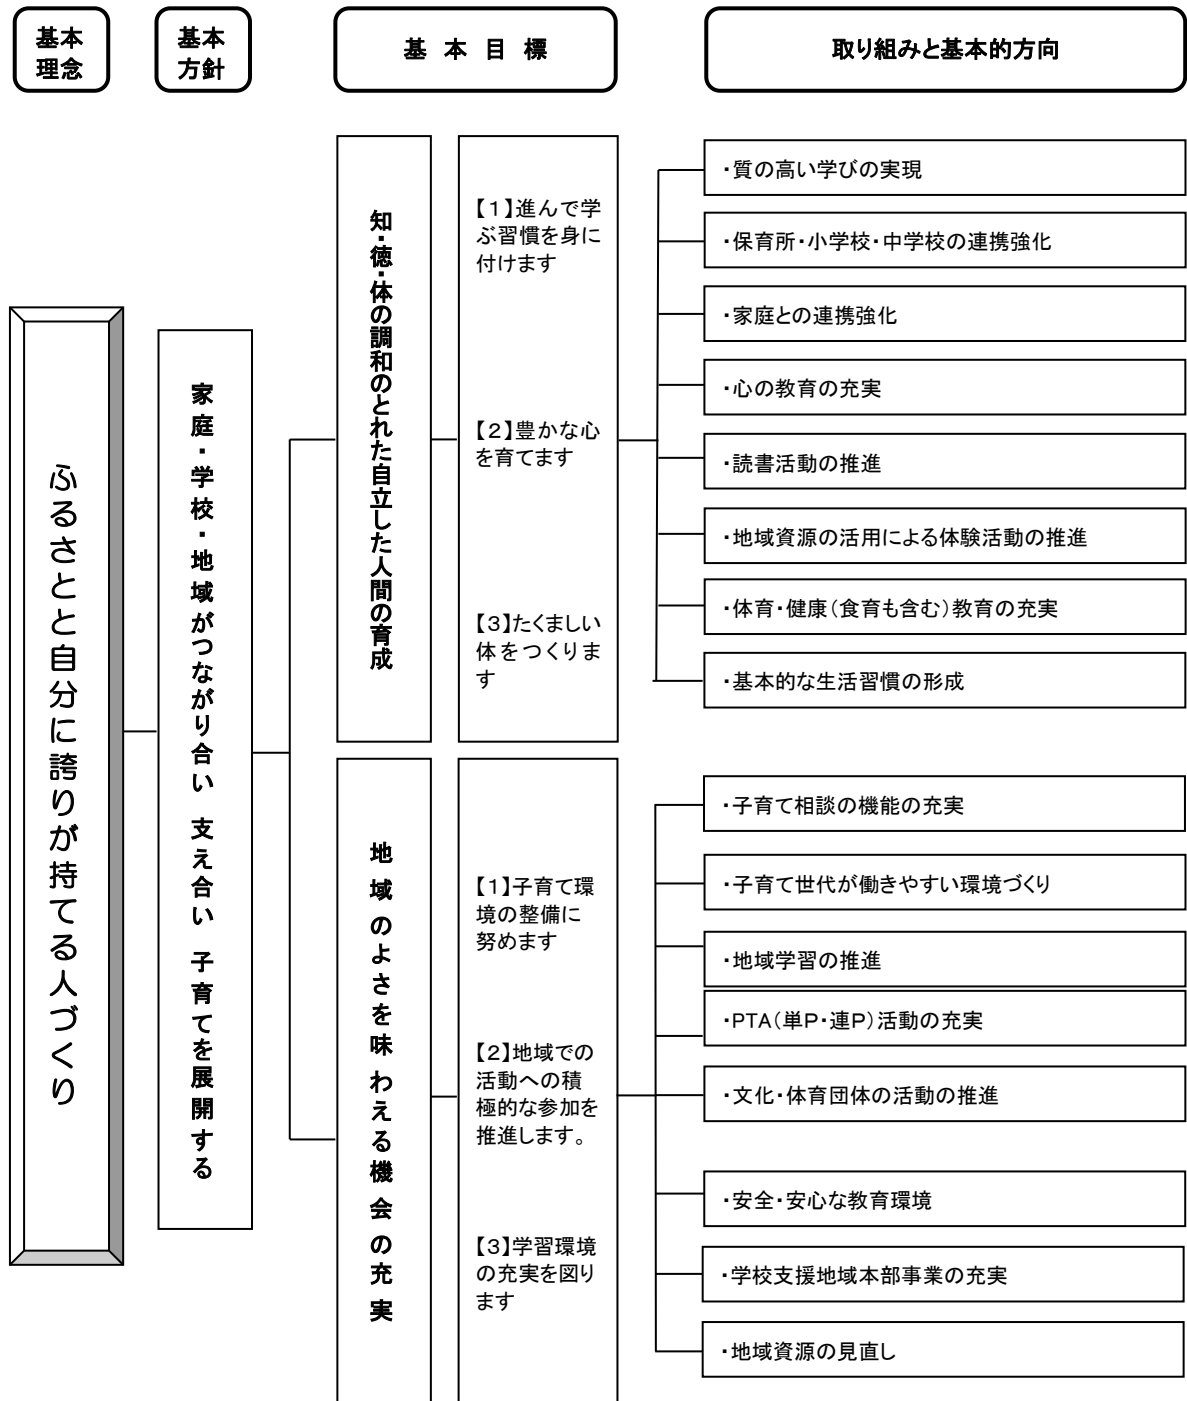 基本
理念
基本
方針
基本目標
取り組みと基本的方向
ふるさとと自分に誇りが持てる人づくり
家庭・学校・地域がつながり合い 支え合い 子育てを展開する
知・徳・体の調和のとれた自立した人間の育成
【1】進んで学
ぶ習慣を身に
付けます
【2】豊かな心
を育てます
【3】たくましい
体をつくりま
す
・質の高い学びの実現
・保育所・小学校・中学校の連携強化
・家庭との連携強化
・心の教育の充実
・読書活動の推進
・地域資源の活用による体験活動の推進
・体育・健康(食育も含む)教育の充実
・基本的な生活習慣の形成
地域のよさを味わえる機会の充実
【1】子育て環
境の整備に
努めます
【2】地域での
活動への積
極的な参加を
推進します。
【3】学習環境
の充実を図り
ます
・子育て相談の機能の充実
・子育て世代が働きやすい環境づくり
・地域学習の推進
・PTA(単P・連P)活動の充実
・文化・体育団体の活動の推進
・安全・安心な教育環境
・学校支援地域本部事業の充実
・地域資源の見直し